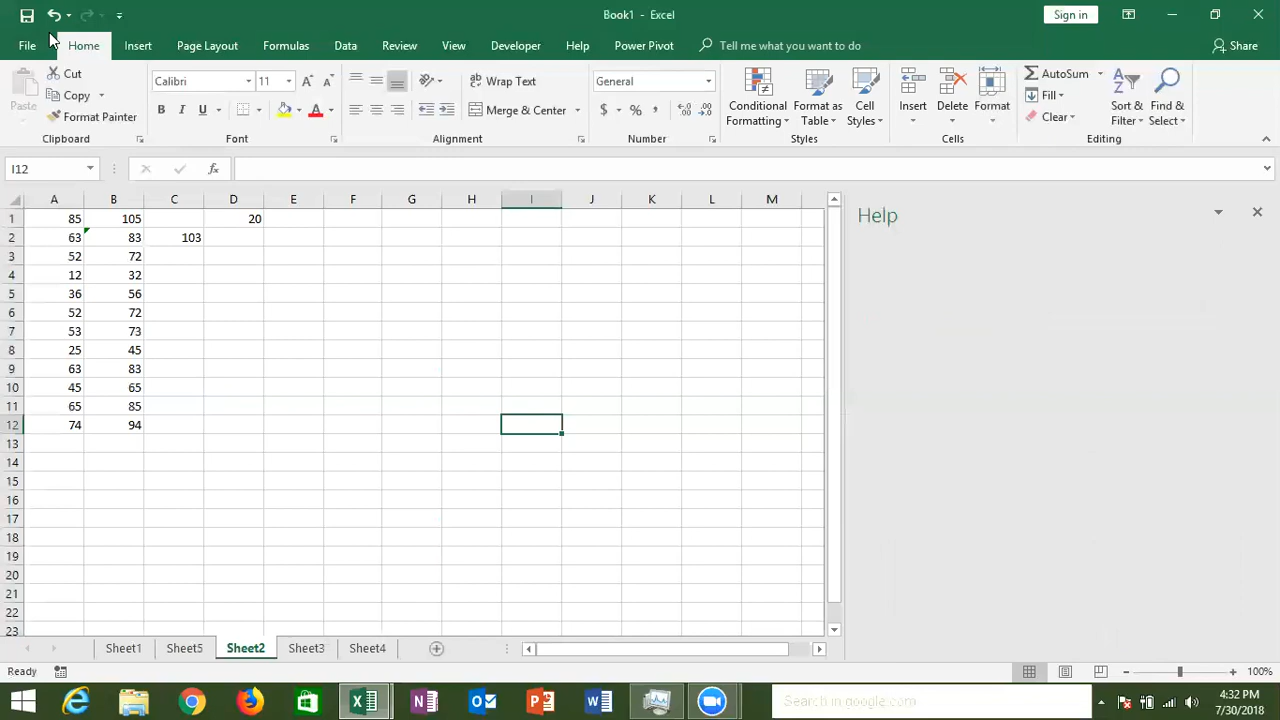 Book1 - Excel
Sign in
File Home Insert Page Layout Formulas Data Review View Developer Help Power Pivot Tell me what you want to do Share
Cut
Copy
Format Painter
Paste
Clipboard
Calibri 11
B I U
Font
Wrap Text
Merge & Center
Alignment
General
$ % ,
Number
Conditional Formatting
Format as Table
Cell Styles
Styles
Insert
Delete
Format
Cells
AutoSum
Fill
Clear
Sort & Filter
Find & Select
Editing
I12 fx
A B C D E F G H I J K L M
1 85 105 20
2 63 83 103
3 52 72
4 12 32
5 36 56
6 52 72
7 53 73
8 25 45
9 63 83
10 45 65
11 65 85
12 74 94
13
14
15
16
17
18
19
20
21
22
23
Help
Sheet1 Sheet5 Sheet2 Sheet3 Sheet4
Ready
100%
Search in google.com
4:32 PM
7/30/2018